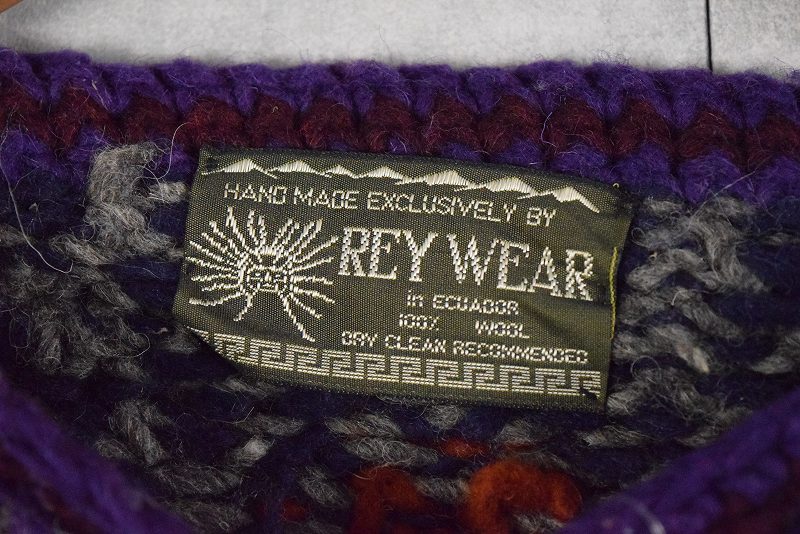 HAND MADE EXCLUSIVELY BY
REY WEAR
in ECUADOR
100% WOOL
DRY CLEAN RECOMMENDED